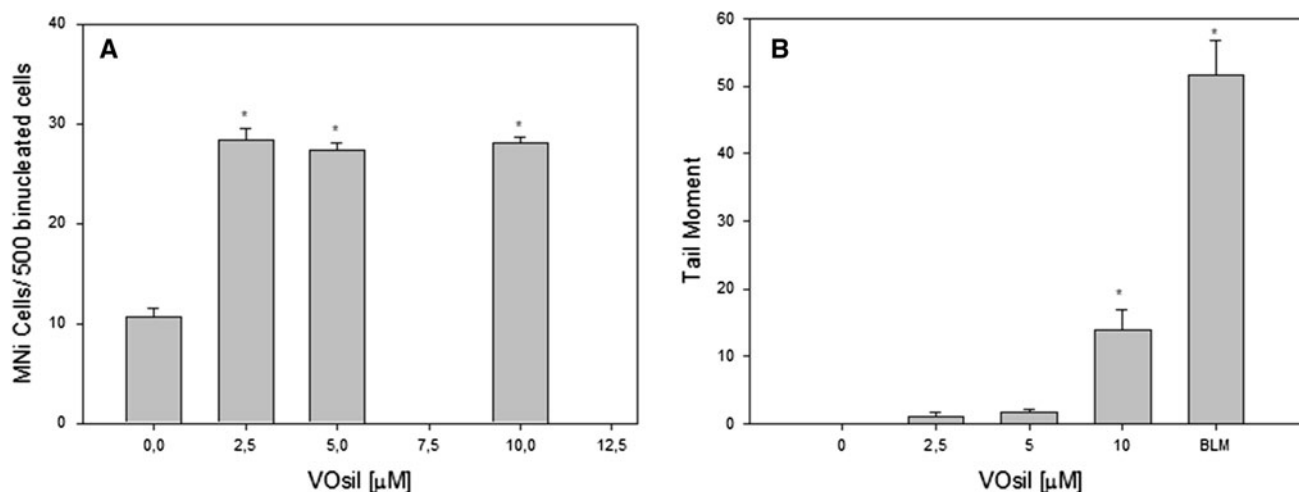 A
MNi Cells/ 500 binucleated cells
40
30
20
10
0
* * *
0,0 2,5 5,0 7,5 10,0 12,5
VOsil [µM]
B
Tail Moment
60
50
40
30
20
10
0
* *
0 2,5 5 10 BLM
VOsil [µM]